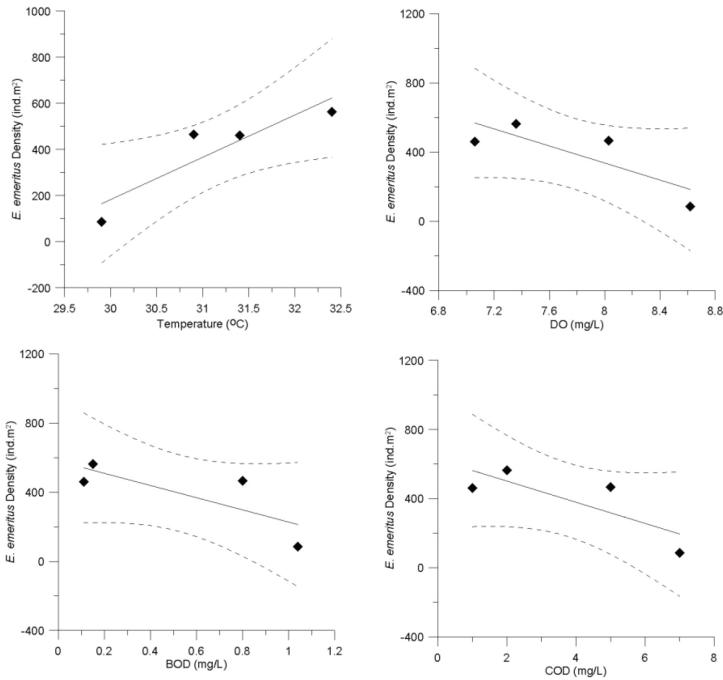 1000
800
600
400
200
0
-200
E. emeritus Density (ind.m²)
29.5 30 30.5 31 31.5 32 32.5
Temperature (ºC)
1200
800
400
0
-400
E. emeritus Density (ind.m²)
6.8 7.2 7.6 8 8.4 8.8
DO (mg/L)
1200
800
400
0
-400
E. emeritus Density (ind.m²)
0 0.2 0.4 0.6 0.8 1 1.2
BOD (mg/L)
1200
800
400
0
-400
E. emeritus Density (ind.m²)
0 2 4 6 8
COD (mg/L)